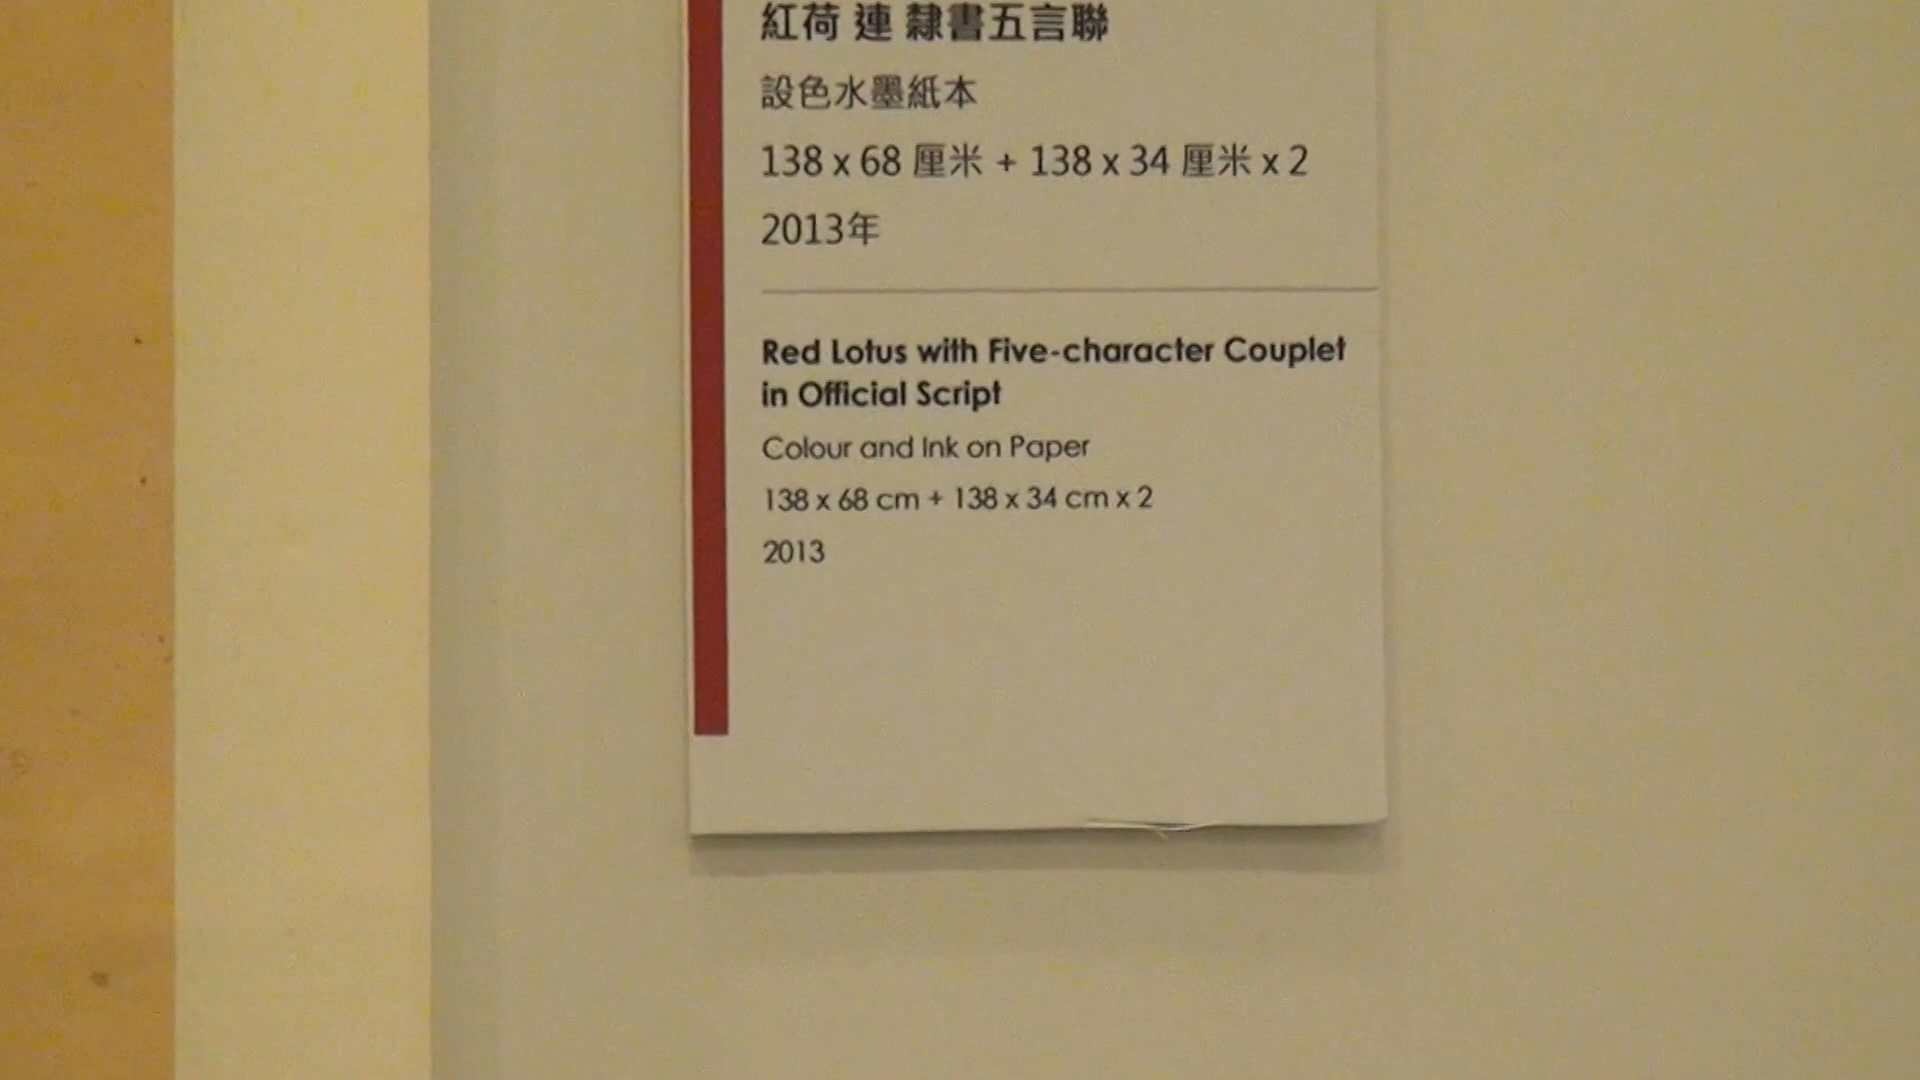 紅荷 連 隸書五言聯
設色水墨紙本
138 x 68 厘米 + 138 x 34 厘米 x 2
2013年
Red Lotus with Five-character Couplet
in Official Script
Colour and Ink on Paper
138 x 68 cm + 138 x 34 cm x 2
2013